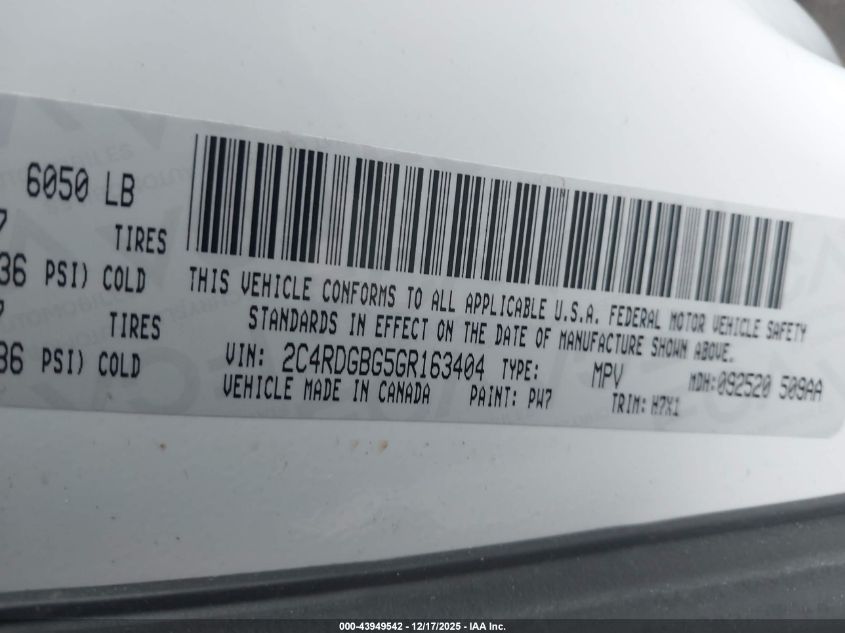 6050 LB
7 TIRES
36 PSI) COLD
7 TIRES
36 PSI) COLD
THIS VEHICLE CONFORMS TO ALL APPLICABLE U.S.A. FEDERAL MOTOR VEHICLE SAFETY
STANDARDS IN EFFECT ON THE DATE OF MANUFACTURE SHOWN ABOVE.
VIN: 2C4RDGBG5GR163404 TYPE: MPV MDH:092520 509AA
VEHICLE MADE IN CANADA PAINT: PW7 TRIM: H7X1
000-43949542 - 12/17/2025 - IAA Inc.